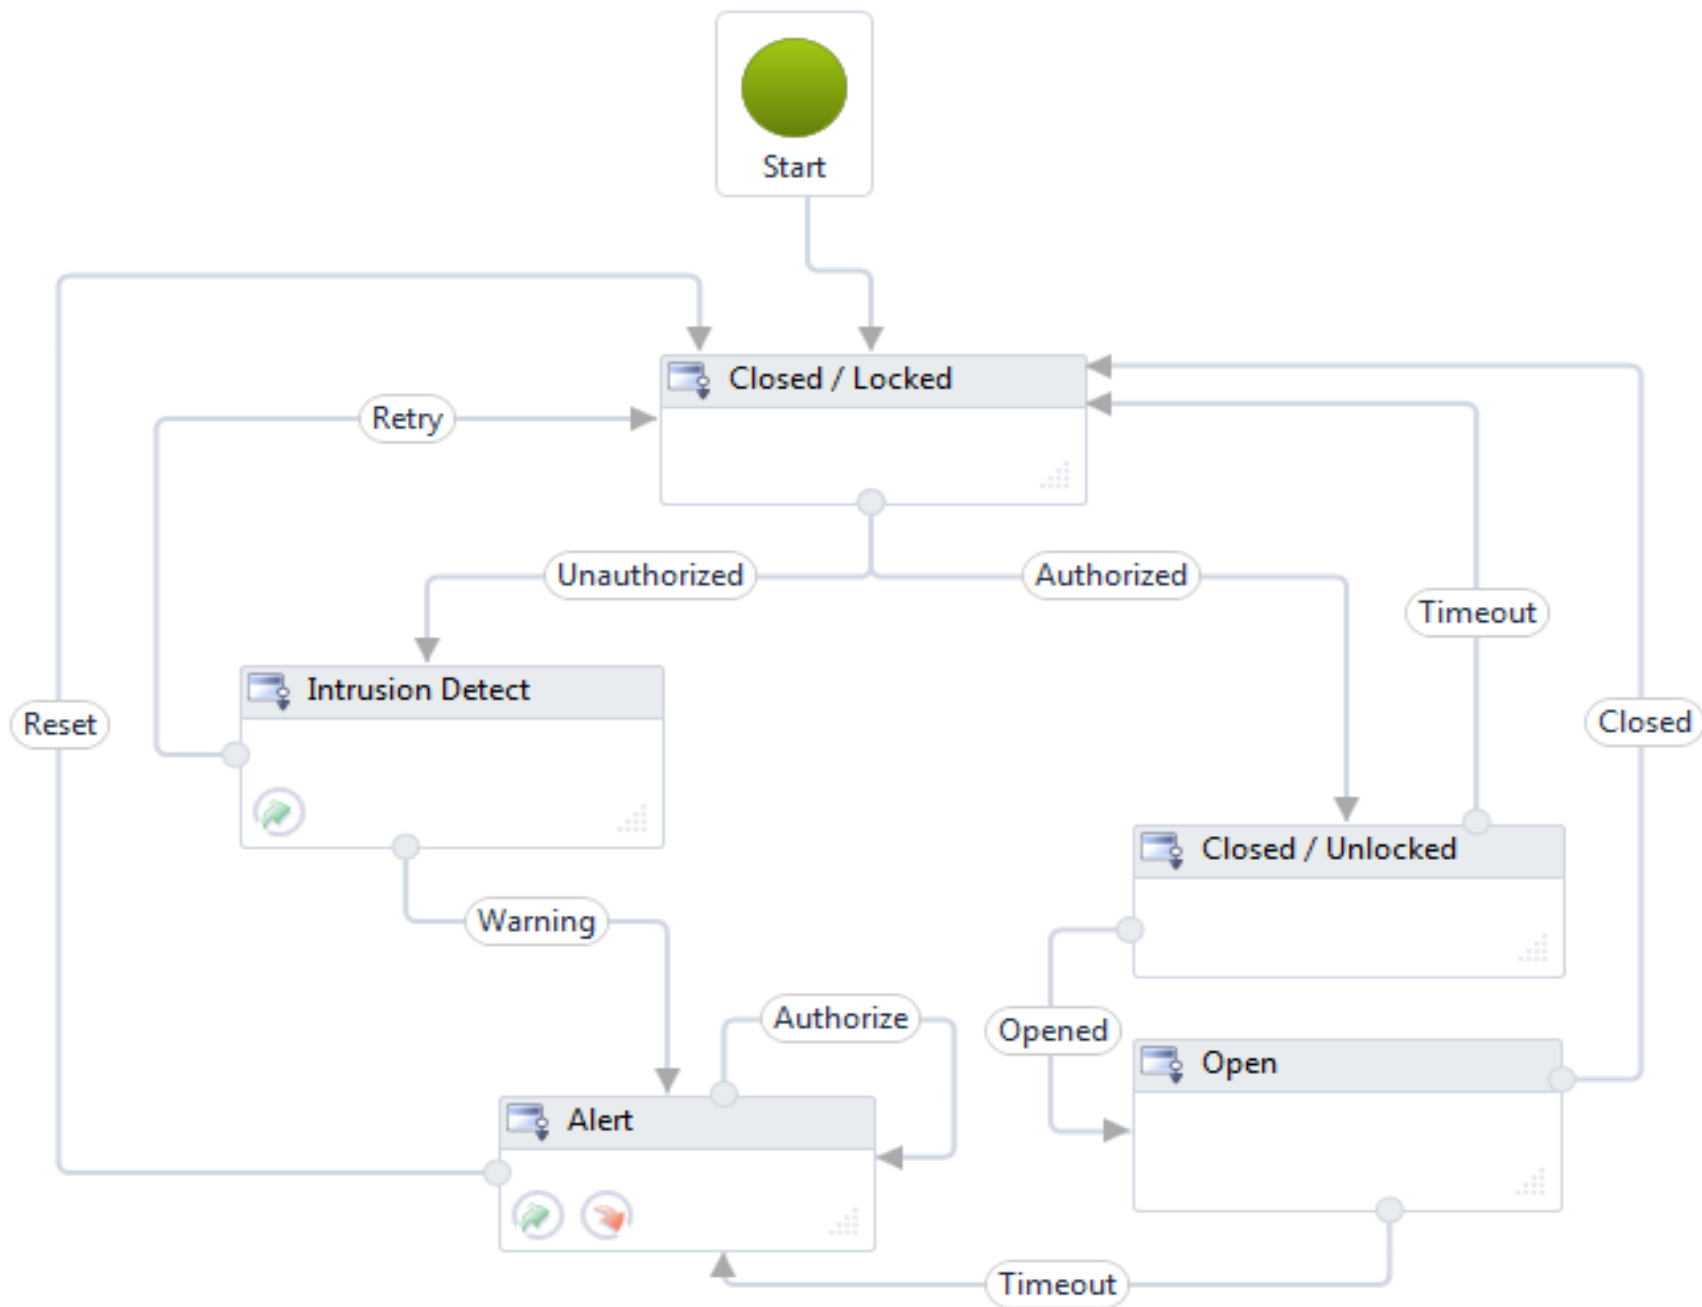 Start
Closed / Locked
Retry
Unauthorized
Authorized
Timeout
Intrusion Detect
Reset
Closed
Closed / Unlocked
Warning
Authorize
Opened
Open
Alert
Timeout